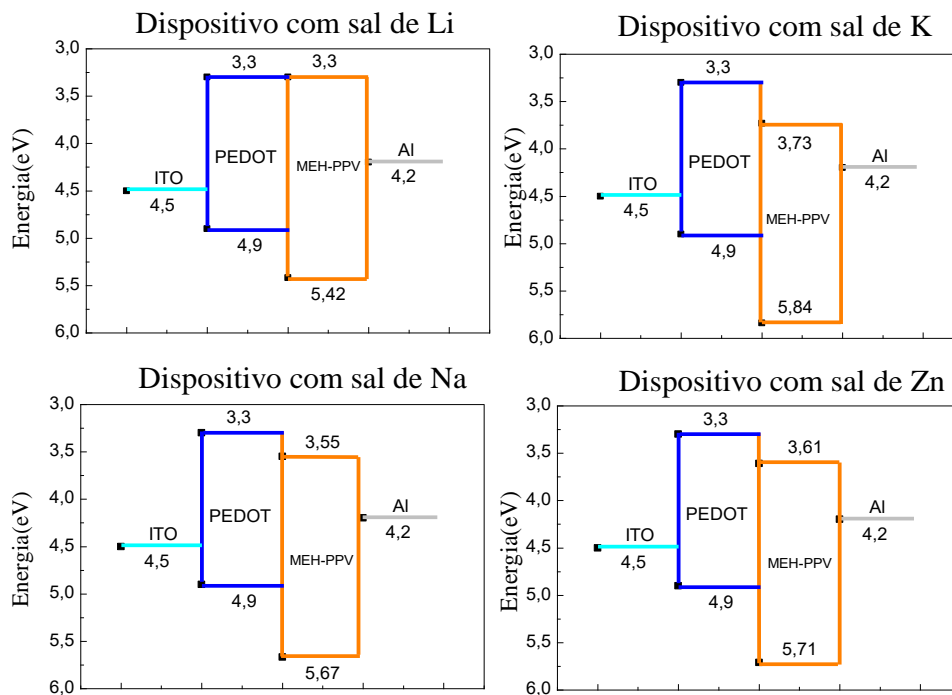 Dispositivo com sal de Li
3,0
3,5
4,0
4,5
5,0
5,5
6,0
Energia(eV)
3,3
3,3
PEDOT
MEH-PPV
Al
4,2
ITO
4,5
4,9
5,42
Dispositivo com sal de K
3,0
3,5
4,0
4,5
5,0
5,5
6,0
Energia(eV)
3,3
3,73
PEDOT
Al
4,2
ITO
4,5
MEH-PPV
4,9
5,84
Dispositivo com sal de Na
3,0
3,5
4,0
4,5
5,0
5,5
6,0
Energia(eV)
3,3
3,55
PEDOT
Al
4,2
ITO
4,5
MEH-PPV
4,9
5,67
Dispositivo com sal de Zn
3,0
3,5
4,0
4,5
5,0
5,5
6,0
Energia(eV)
3,3
3,61
PEDOT
Al
4,2
ITO
4,5
MEH-PPV
4,9
5,71